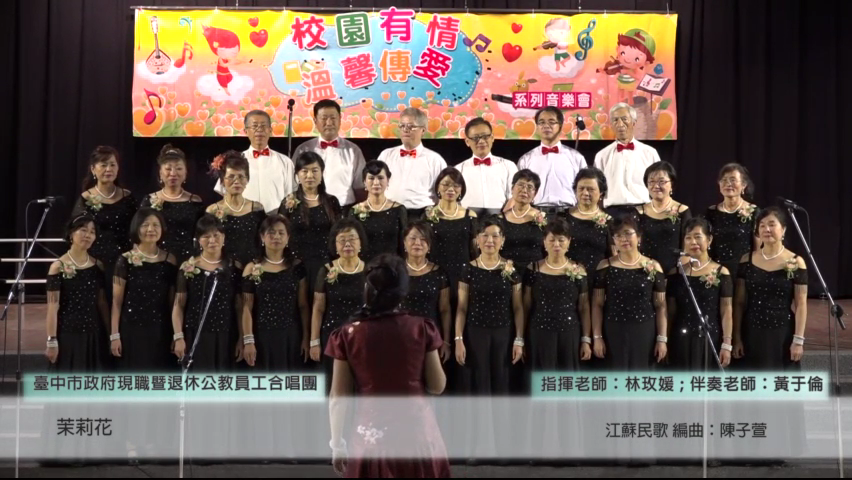 校園有情
溫馨傳愛
系列音樂會
臺中市政府現職暨退休公教員工合唱團
指揮老師：林玫媛；伴奏老師：黃于倫
茉莉花
江蘇民歌 編曲：陳子萱